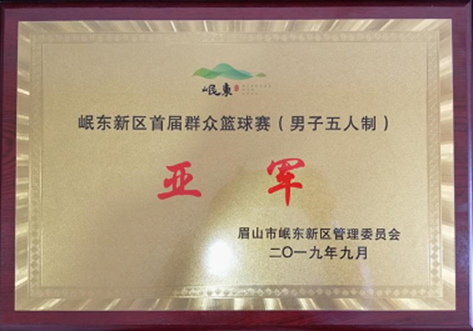 岷東
岷东新区首届群众篮球赛（男子五人制）
亚军
眉山市岷东新区管理委员会
二〇一九年九月